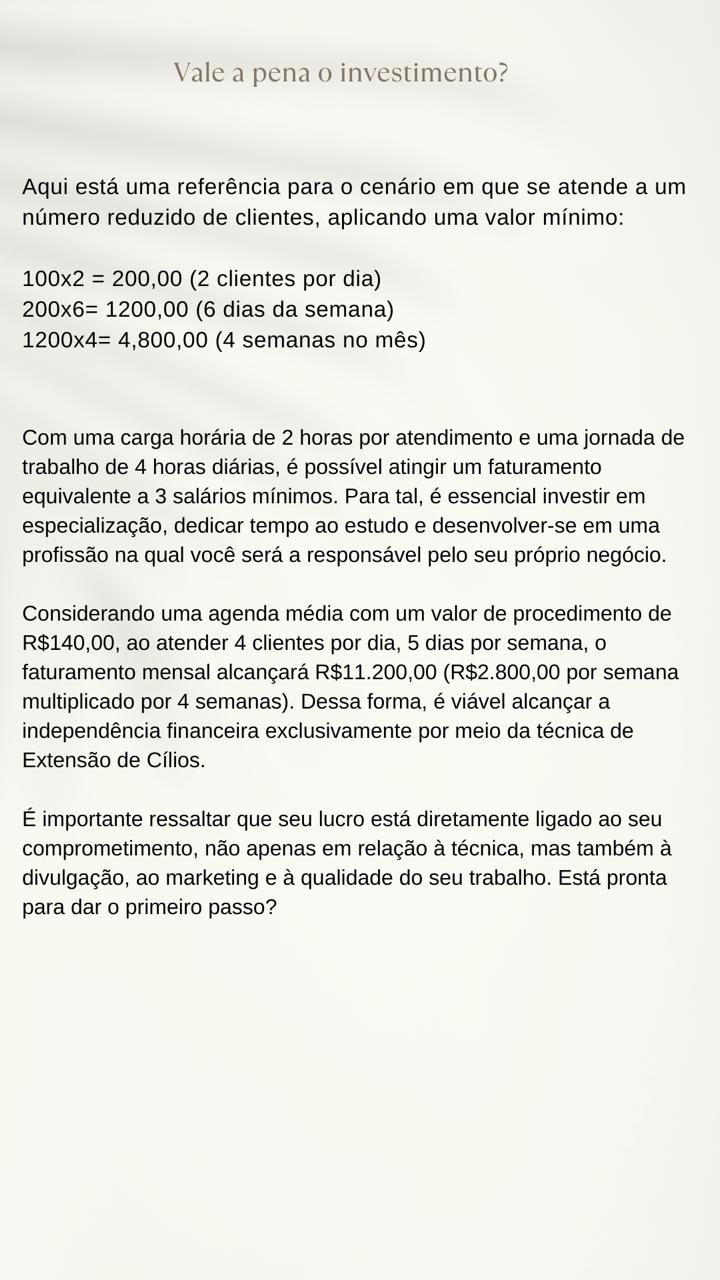 Vale a pena o investimento?
Aqui está uma referência para o cenário em que se atende a um
número reduzido de clientes, aplicando uma valor mínimo:
100x2 = 200,00 (2 clientes por dia)
200x6= 1200,00 (6 dias da semana)
1200x4= 4,800,00 (4 semanas no mês)
Com uma carga horária de 2 horas por atendimento e uma jornada de
trabalho de 4 horas diárias, é possível atingir um faturamento
equivalente a 3 salários mínimos. Para tal, é essencial investir em
especialização, dedicar tempo ao estudo e desenvolver-se em uma
profissão na qual você será a responsável pelo seu próprio negócio.
Considerando uma agenda média com um valor de procedimento de
R$140,00, ao atender 4 clientes por dia, 5 dias por semana, o
faturamento mensal alcançará R$11.200,00 (R$2.800,00 por semana
multiplicado por 4 semanas). Dessa forma, é viável alcançar a
independência financeira exclusivamente por meio da técnica de
Extensão de Cílios.
É importante ressaltar que seu lucro está diretamente ligado ao seu
comprometimento, não apenas em relação à técnica, mas também à
divulgação, ao marketing e à qualidade do seu trabalho. Está pronta
para dar o primeiro passo?